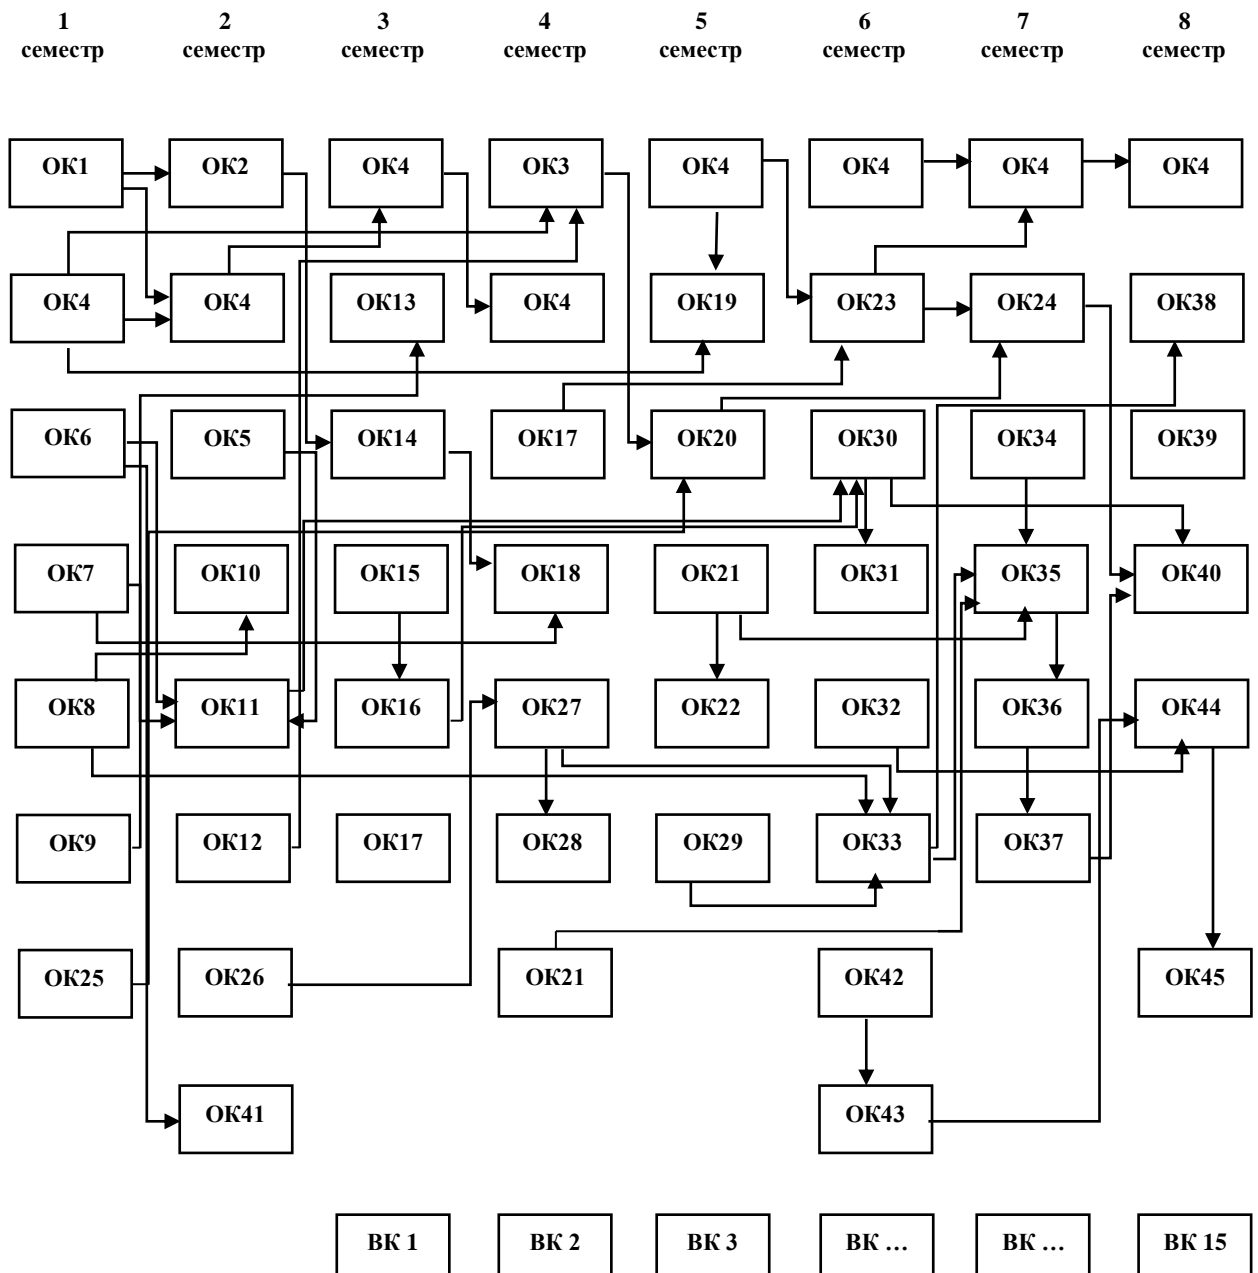 1 2 3 4 5 6 7 8
семестр семестр семестр семестр семестр семестр семестр семестр
ОК1 ОК2 ОК4 ОК3 ОК4 ОК4 ОК4 ОК4
ОК4 ОК4 ОК13 ОК4 ОК19 ОК23 ОК24 ОК38
ОК6 ОК5 ОК14 ОК17 ОК20 ОК30 ОК34 ОК39
ОК7 ОК10 ОК15 ОК18 ОК21 ОК31 ОК35 ОК40
ОК8 ОК11 ОК16 ОК27 ОК22 ОК32 ОК36 ОК44
ОК9 ОК12 ОК17 ОК28 ОК29 ОК33 ОК37
ОК25 ОК26 ОК21 ОК42 ОК45
ОК41 ОК43
ВК 1 ВК 2 ВК 3 ВК … ВК … ВК 15